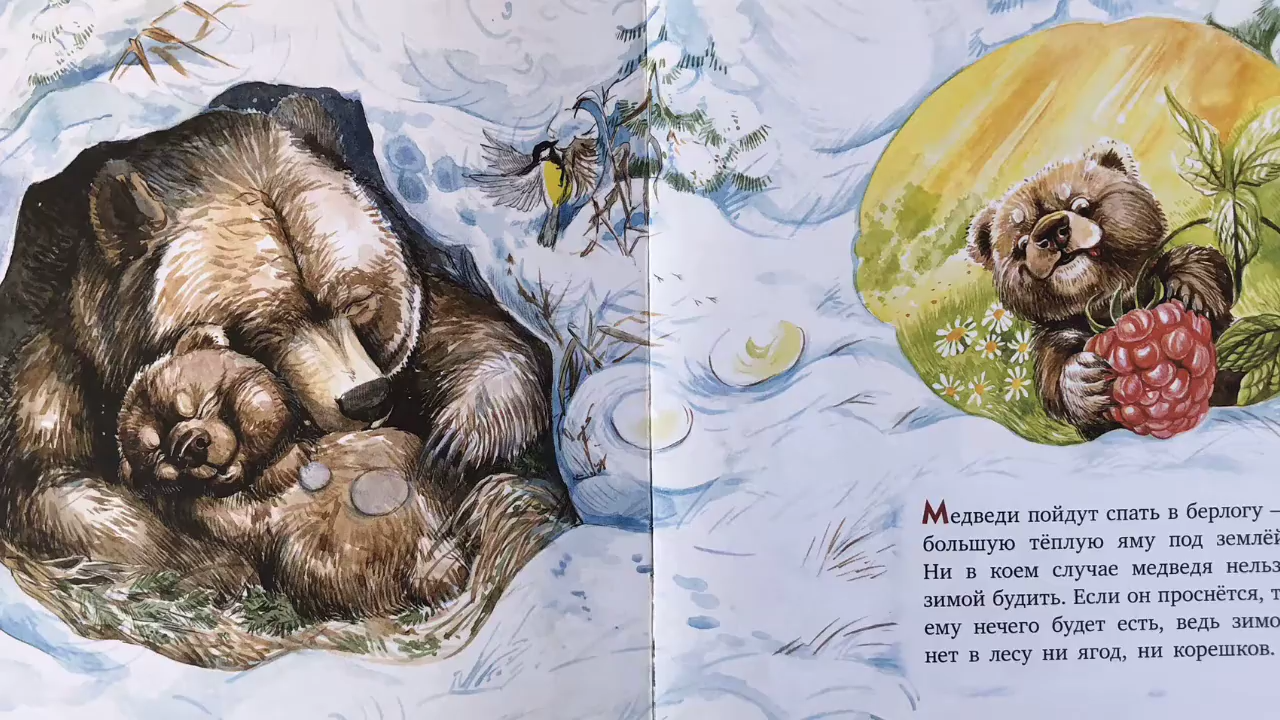 Медведи пойдут спать в берлогу –
большую тёплую яму под землёй
Ни в коем случае медведя нельз
зимой будить. Если он проснётся, т
ему нечего будет есть, ведь зимо
нет в лесу ни ягод, ни корешков.